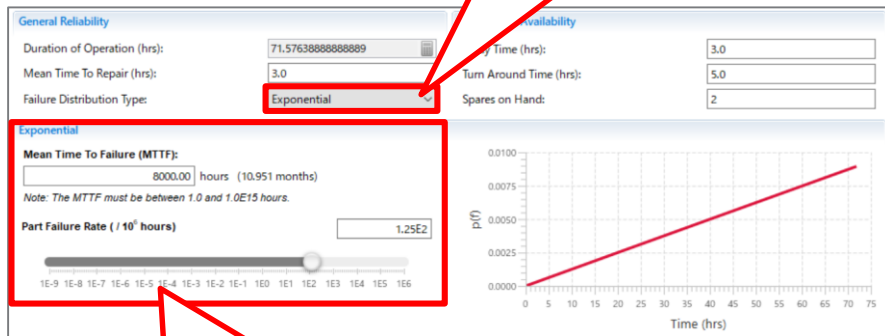 General Reliability
Availability
Duration of Operation (hrs):
71.57638888888889
Time (hrs):
3.0
Mean Time To Repair (hrs):
3.0
Turn Around Time (hrs):
5.0
Failure Distribution Type:
Exponential
Spares on Hand:
2
Exponential
Mean Time To Failure (MTTF):
8000.00 hours (10.951 months)
Note: The MTTF must be between 1.0 and 1.0E15 hours.
Part Failure Rate ( / 10⁶ hours)
1.25E2
1E-9 1E-8 1E-7 1E-6 1E-5 1E-4 1E-3 1E-2 1E-1 1E0 1E1 1E2 1E3 1E4 1E5 1E6
p(f)
0.0100
0.0075
0.0050
0.0025
0.0000
0 5 10 15 20 25 30 35 40 45 50 55 60 65 70 75
Time (hrs)